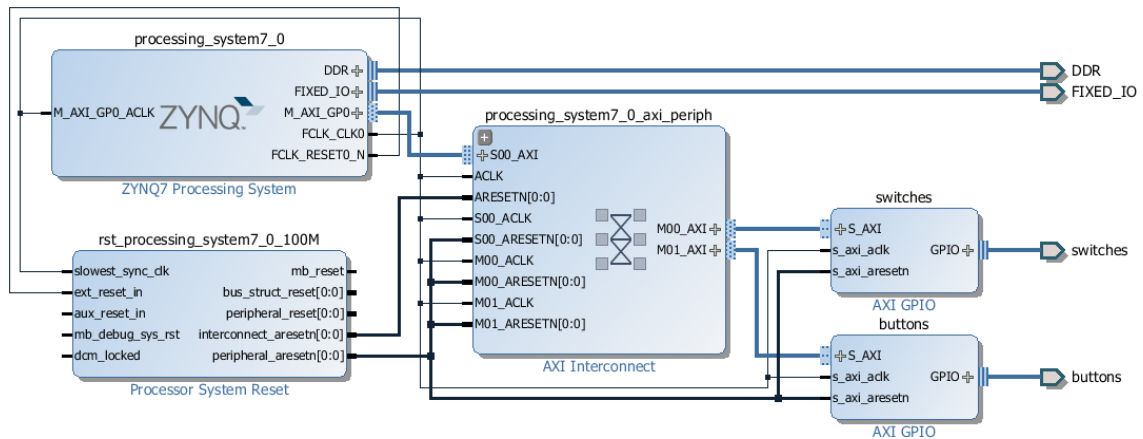 processing_system7_0
DDR
FIXED_IO
M_AXI_GP0_ACLK
ZYNQ
M_AXI_GP0
FCLK_CLK0
FCLK_RESET0_N
ZYNQ7 Processing System
DDR
FIXED_IO
processing_system7_0_axi_periph
S00_AXI
ACLK
ARESETN[0:0]
S00_ACLK
S00_ARESETN[0:0]
M00_ACLK
M00_ARESETN[0:0]
M01_ACLK
M01_ARESETN[0:0]
M00_AXI
M01_AXI
AXI Interconnect
rst_processing_system7_0_100M
slowest_sync_clk
ext_reset_in
aux_reset_in
mb_debug_sys_rst
dcm_locked
mb_reset
bus_struct_reset[0:0]
peripheral_reset[0:0]
interconnect_aresetn[0:0]
peripheral_aresetn[0:0]
Processor System Reset
switches
S_AXI
s_axi_aclk
s_axi_aresetn
GPIO
AXI GPIO
switches
buttons
S_AXI
s_axi_aclk
s_axi_aresetn
GPIO
AXI GPIO
buttons